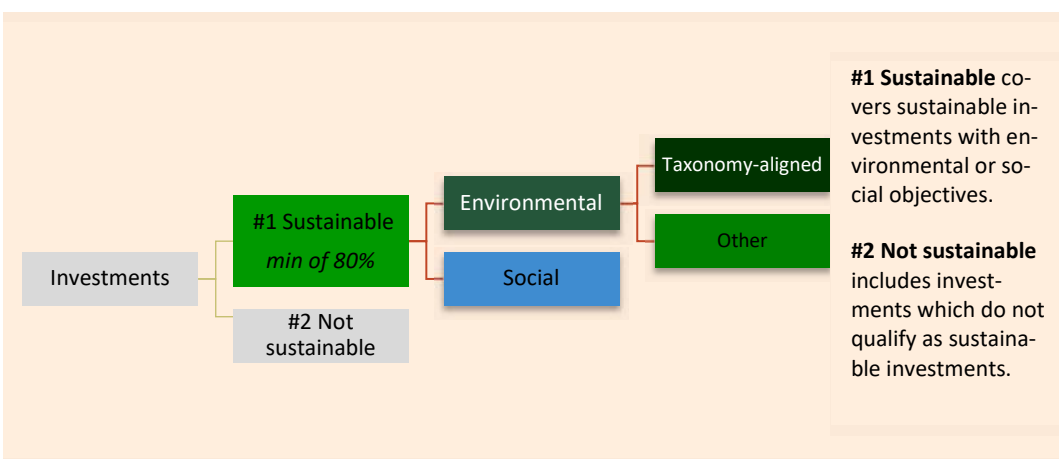 Investments
#1 Sustainable
min of 80%
#2 Not
sustainable
Environmental
Social
Taxonomy-aligned
Other
#1 Sustainable co-
vers sustainable in-
vestments with en-
vironmental or so-
cial objectives.
#2 Not sustainable
includes invest-
ments which do not
qualify as sustaina-
ble investments.